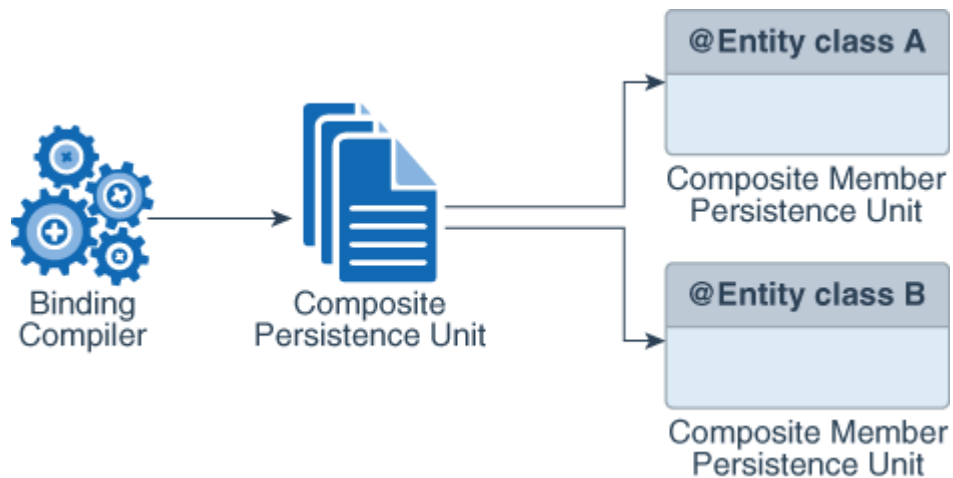 @Entity class A
Composite Member
Persistence Unit
Binding
Compiler
Composite
Persistence Unit
@Entity class B
Composite Member
Persistence Unit